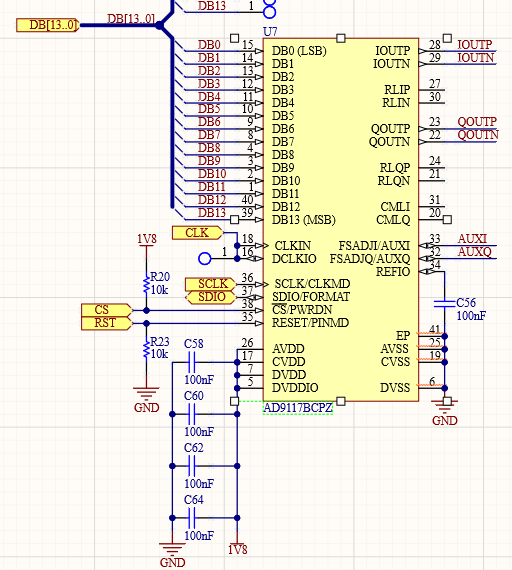 DB13 1
DB[13..0] DB[13..0]
U7
DB0 15 DB0 (LSB) IOUTP 28 IOUTP
DB1 14 DB1 IOUTN 29 IOUTN
DB2 13 DB2
DB3 12 DB3 RLIP 27
DB4 11 DB4 RLIN 30
DB5 10 DB5
DB6 9 DB6 QOUTP 23 QOUTP
DB7 8 DB7 QOUTN 22 QOUTN
DB8 4 DB8
DB9 3 DB9 RLQP 24
DB10 2 DB10 RLQN 21
DB11 1 DB11
DB12 40 DB12 CMLI 31
DB13 39 DB13 (MSB) CMLQ 20
CLK
1V8 18 CLKIN FSADJI/AUXI 33 AUXI
1 16 DCLKIO FSADJQ/AUXQ 32 AUXQ
REFIO 34
R20 SCLK 36 SCLK/CLKMD
10k SDIO 37 SDIO/FORMAT C56
CS 38 CS/PWRDN 100nF
RST 35 RESET/PINMD
EP 41
R23 26 AVDD AVSS 25
10k C58 17 CVDD CVSS 19
100nF 7 DVDD
5 DVDDIO DVSS 6
GND C60 AD9117BCPZ GND
100nF
C62
100nF
C64
100nF
GND 1V8